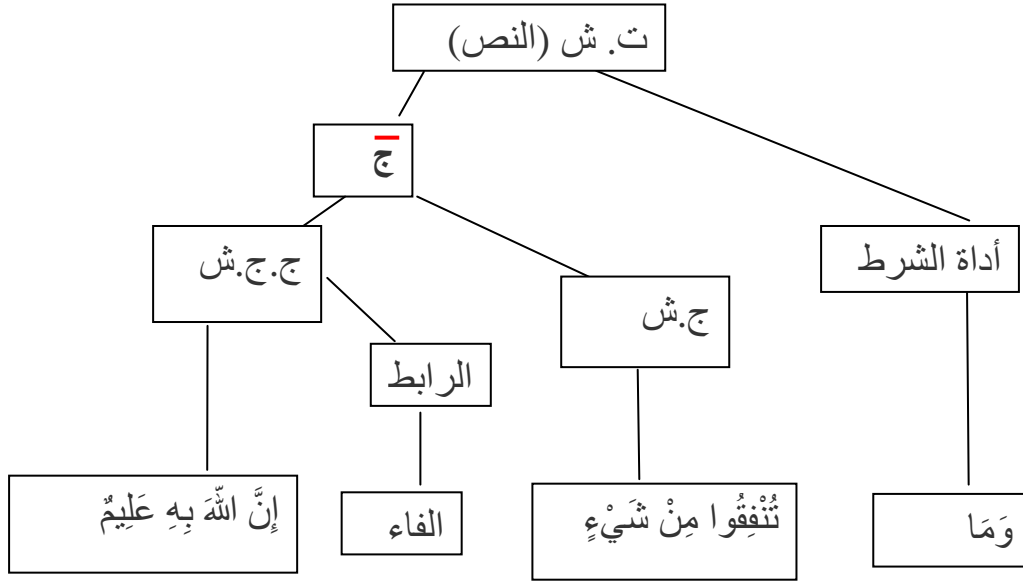 ت. ش (النص)
جَ
أداة الشرط
ج.ش
ج.ج.ش
الرابط
وَمَا
تُنْفِقُوا مِنْ شَيْءٍ
الفاء
إِنَّ اللّهَ بِهِ عَلِيمٌ